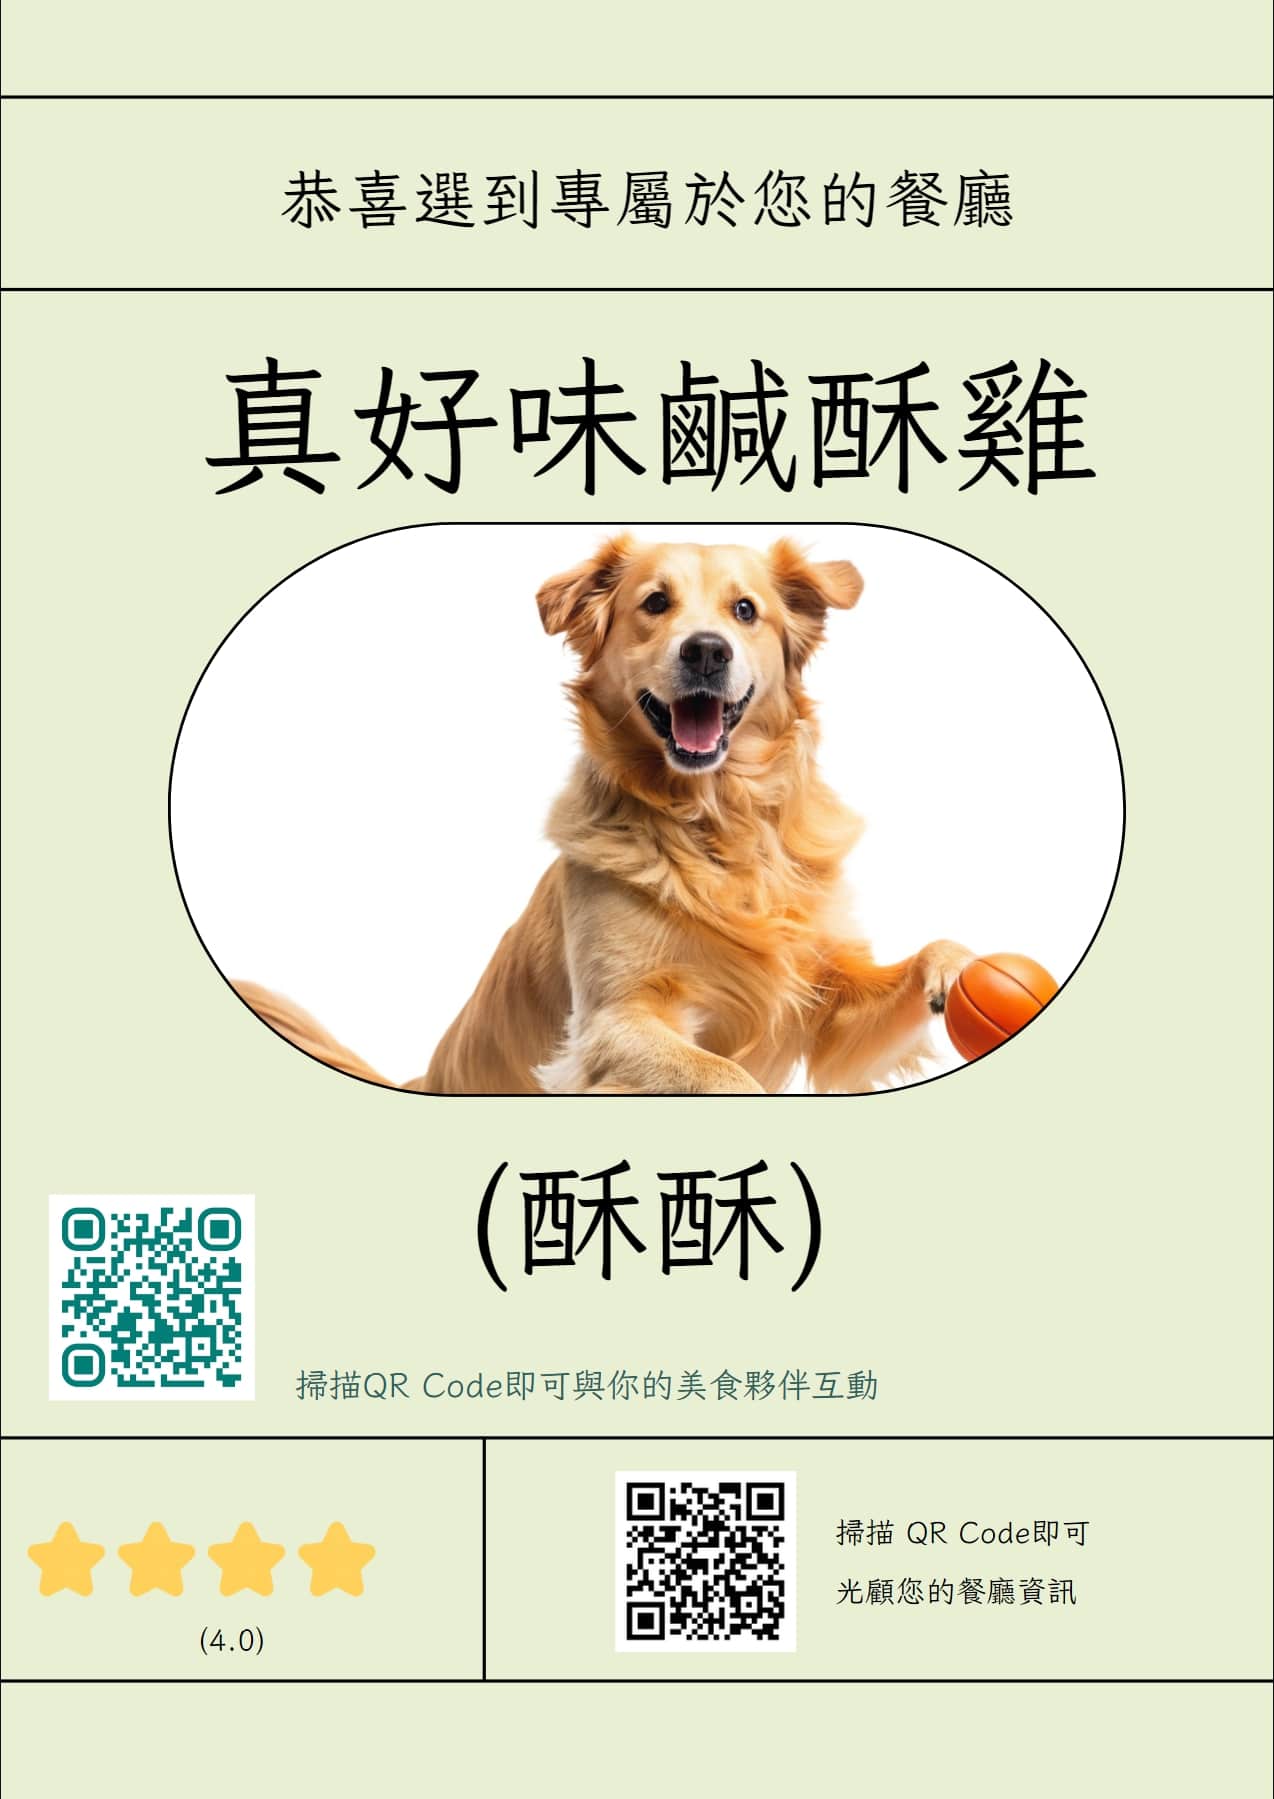 恭喜選到專屬於您的餐廳
真好味鹹酥雞
(酥酥)
掃描QR Code即可與你的美食夥伴互動
(4.0)
掃描 QR Code即可
光顧您的餐廳資訊